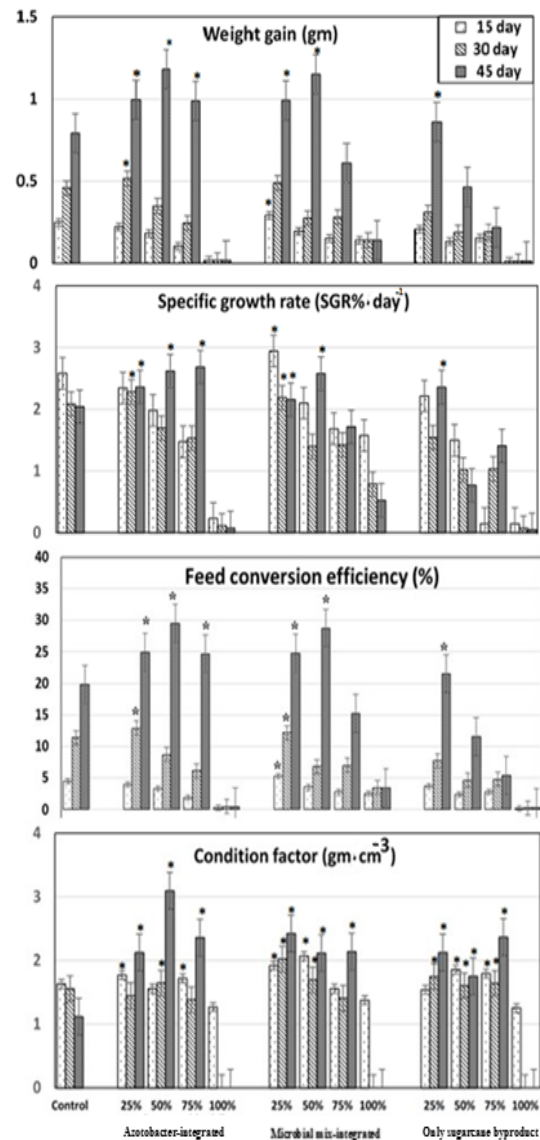 Weight gain (gm)
15 day
30 day
45 day
1.5
1
0.5
0
Specific growth rate (SGR%·day⁻¹)
4
3
2
1
0
Feed conversion efficiency (%)
40
35
30
25
20
15
10
5
0
Condition factor (gm·cm⁻³)
4
3
2
1
0
Control 25% 50% 75% 100% 25% 50% 75% 100% 25% 50% 75% 100%
Azotobacter-integrated Microbial mix-integrated Only sugarcane byproduct